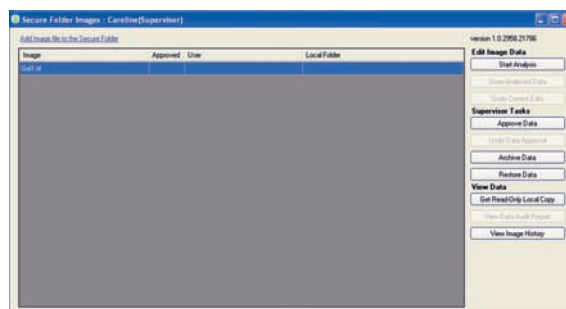 Secure Folder Images : Caroline(Supervisor)
Add Image file to the Secure Folder
version 1.0.2958.21786
Image Approved User Local Folder
Gel1.tif
Edit Image Data
Start Analysis
Store Analysed Data
Undo Current Edits
Supervisor Tasks
Approve Data
Undo Data Approval
Archive Data
Restore Data
View Data
Get Read-Only Local Copy
View Data Audit Report
View Image History